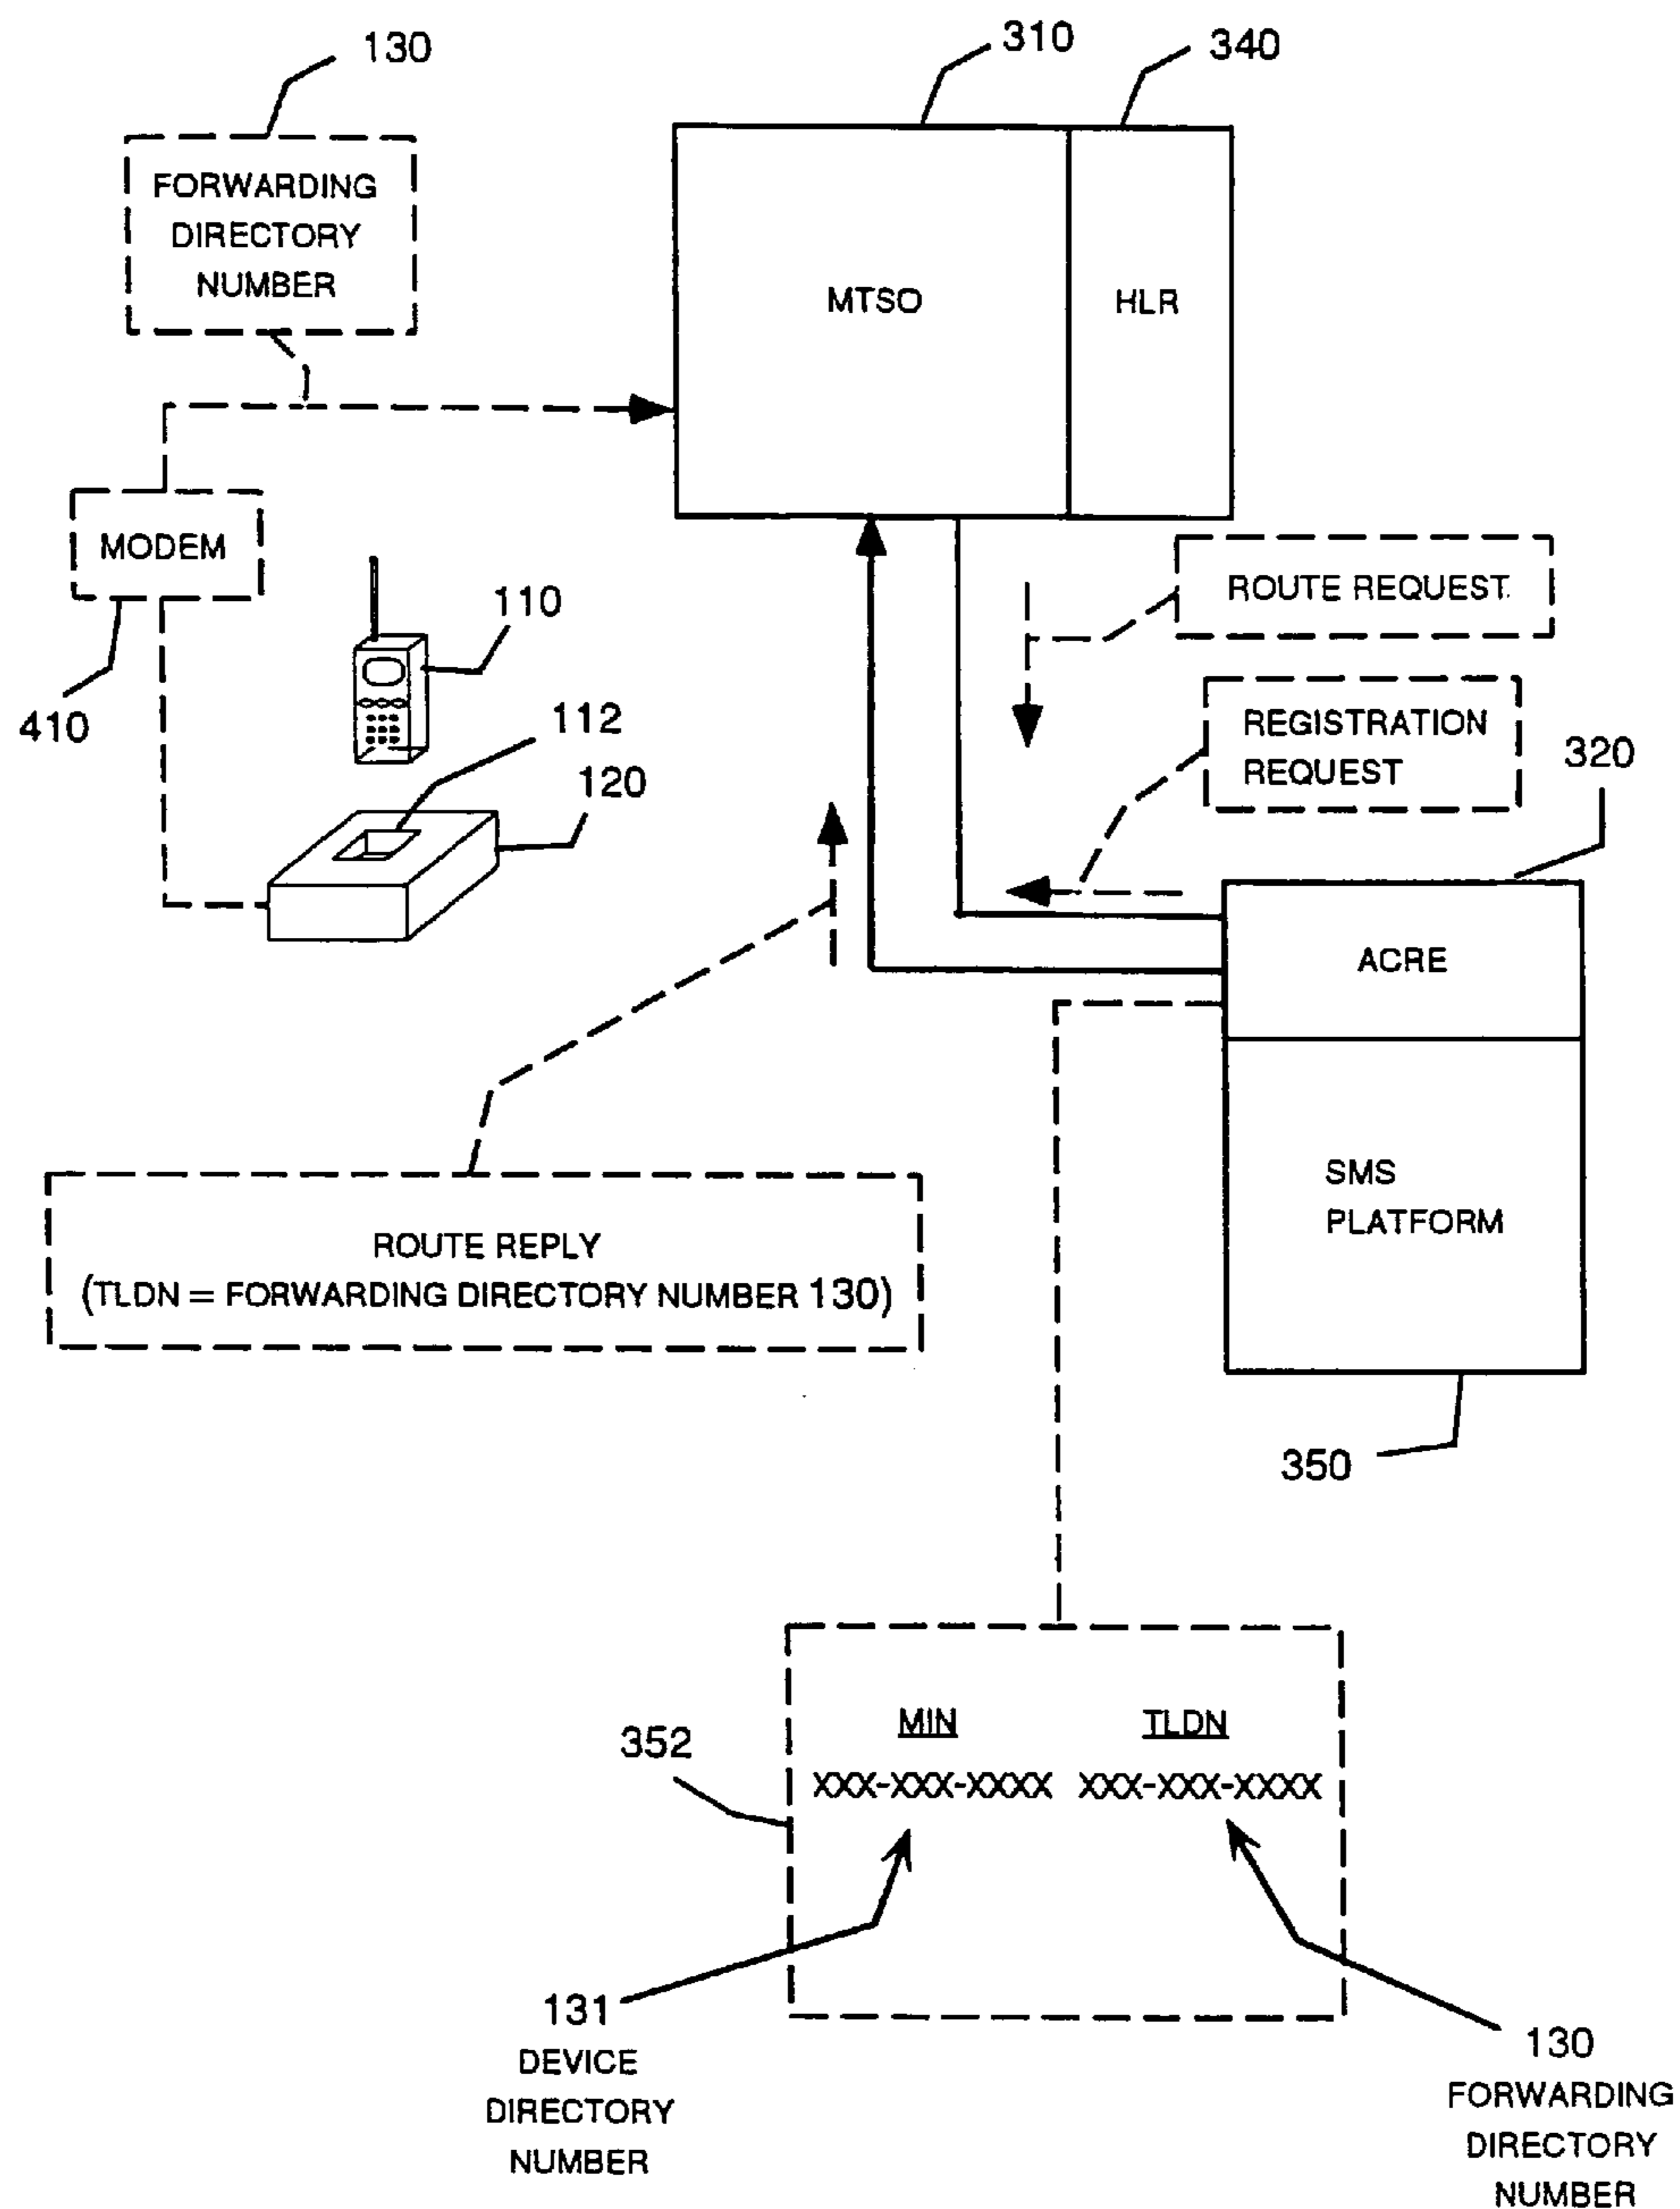 130
310
340
FORWARDING
DIRECTORY
NUMBER
MTSO
HLR
MODEM
410
110
112
120
ROUTE REQUEST
REGISTRATION
REQUEST
320
ACRE
SMS
PLATFORM
350
ROUTE REPLY
(TLDN = FORWARDING DIRECTORY NUMBER 130)
352
MIN TLDN
XXX-XXX-XXXX XXX-XXX-XXXX
131
DEVICE
DIRECTORY
NUMBER
130
FORWARDING
DIRECTORY
NUMBER